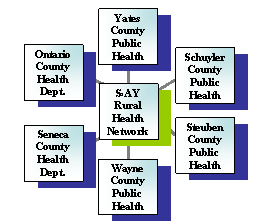 Yates
County
Public
Health
Ontario
County
Health
Dept.
Schuyler
County
Public
Health
S-AY
Rural
Health
Network
Seneca
County
Health
Dept.
Steuben
County
Public
Health
Wayne
County
Public
Health